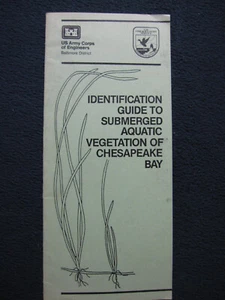 US Army Corps
of Engineers
Baltimore District
IDENTIFICATION
GUIDE TO
SUBMERGED
AQUATIC
VEGETATION OF
CHESAPEAKE
BAY